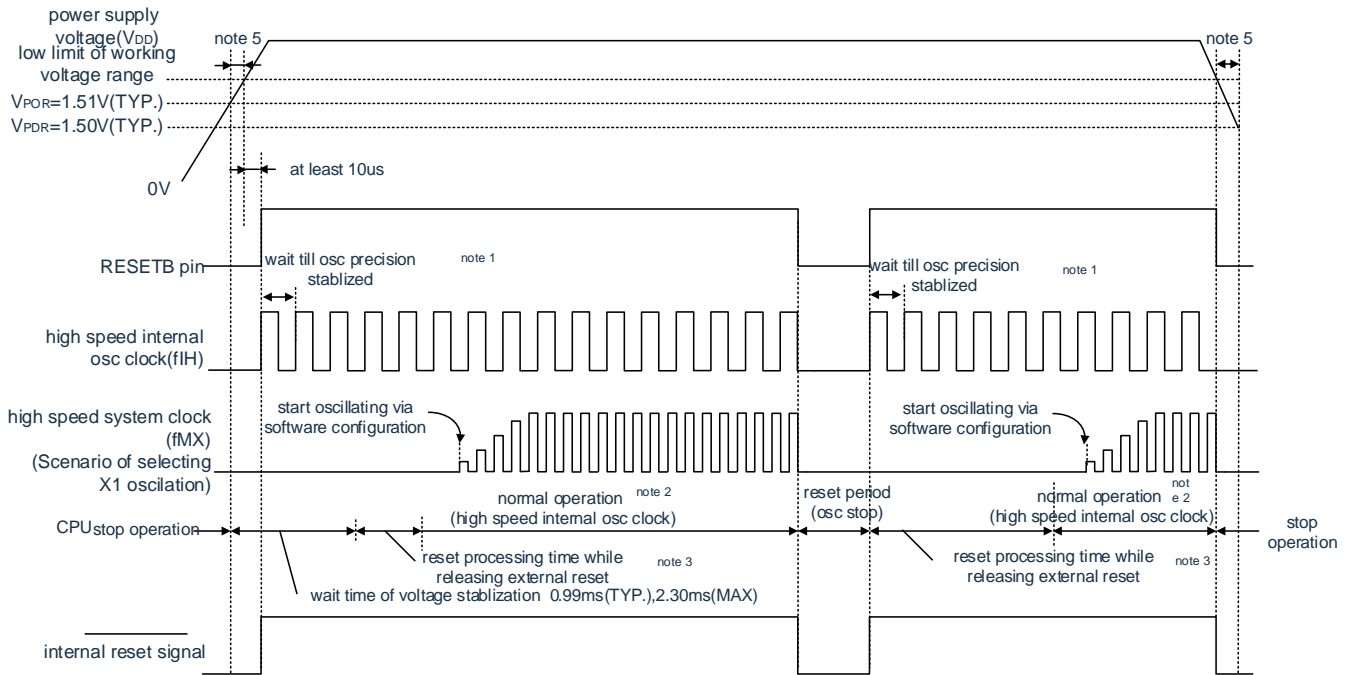 power supply
voltage(VDD)
note 5
note 5
low limit of working
voltage range
VPOR=1.51V(TYP.)
VPDR=1.50V(TYP.)
at least 10us
0V
RESETB pin
wait till osc precision
stablized
note 1
wait till osc precision
stablized
note 1
high speed internal
osc clock(fIH)
high speed system clock
(fMX)
(Scenario of selecting
X1 oscilation)
start oscillating via
software configuration
start oscillating via
software configuration
normal operation note 2
(high speed internal osc clock)
reset period
(osc stop)
normal operation
not
e 2
(high speed internal osc clock)
CPU stop operation
stop
operation
reset processing time while
releasing external reset
note 3
reset processing time while
releasing external reset
note 3
wait time of voltage stablization 0.99ms(TYP.),2.30ms(MAX)
internal reset signal